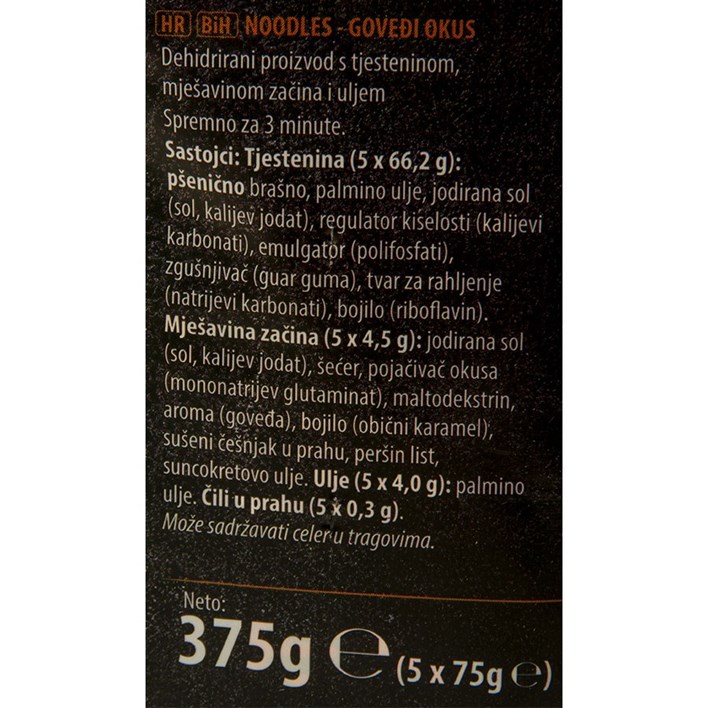 HR BiH NOODLES - GOVEĐI OKUS
Dehidrirani proizvod s tjesteninom,
mješavinom začina i uljem
Spremno za 3 minute.
Sastojci: Tjestenina (5 x 66,2 g):
pšenično brašno, palmino ulje, jodirana sol
(sol, kalijev jodat), regulator kiselosti (kalijevi
karbonati), emulgator (polifosfati),
zgušnjivač (guar guma), tvar za rahljenje
(natrijevi karbonati), bojilo (riboflavin).
Mješavina začina (5 x 4,5 g): jodirana sol
(sol, kalijev jodat), šećer, pojačivač okusa
(mononatrijev glutaminat), maltodekstrin,
aroma (goveđa), bojilo (obični karamel),
sušeni češnjak u prahu, peršin list,
suncokretovo ulje. Ulje (5 x 4,0 g): palmino
ulje. Čili u prahu (5 x 0,3 g).
Može sadržavati celer u tragovima.
Neto:
375g ℮ (5 x 75g ℮)